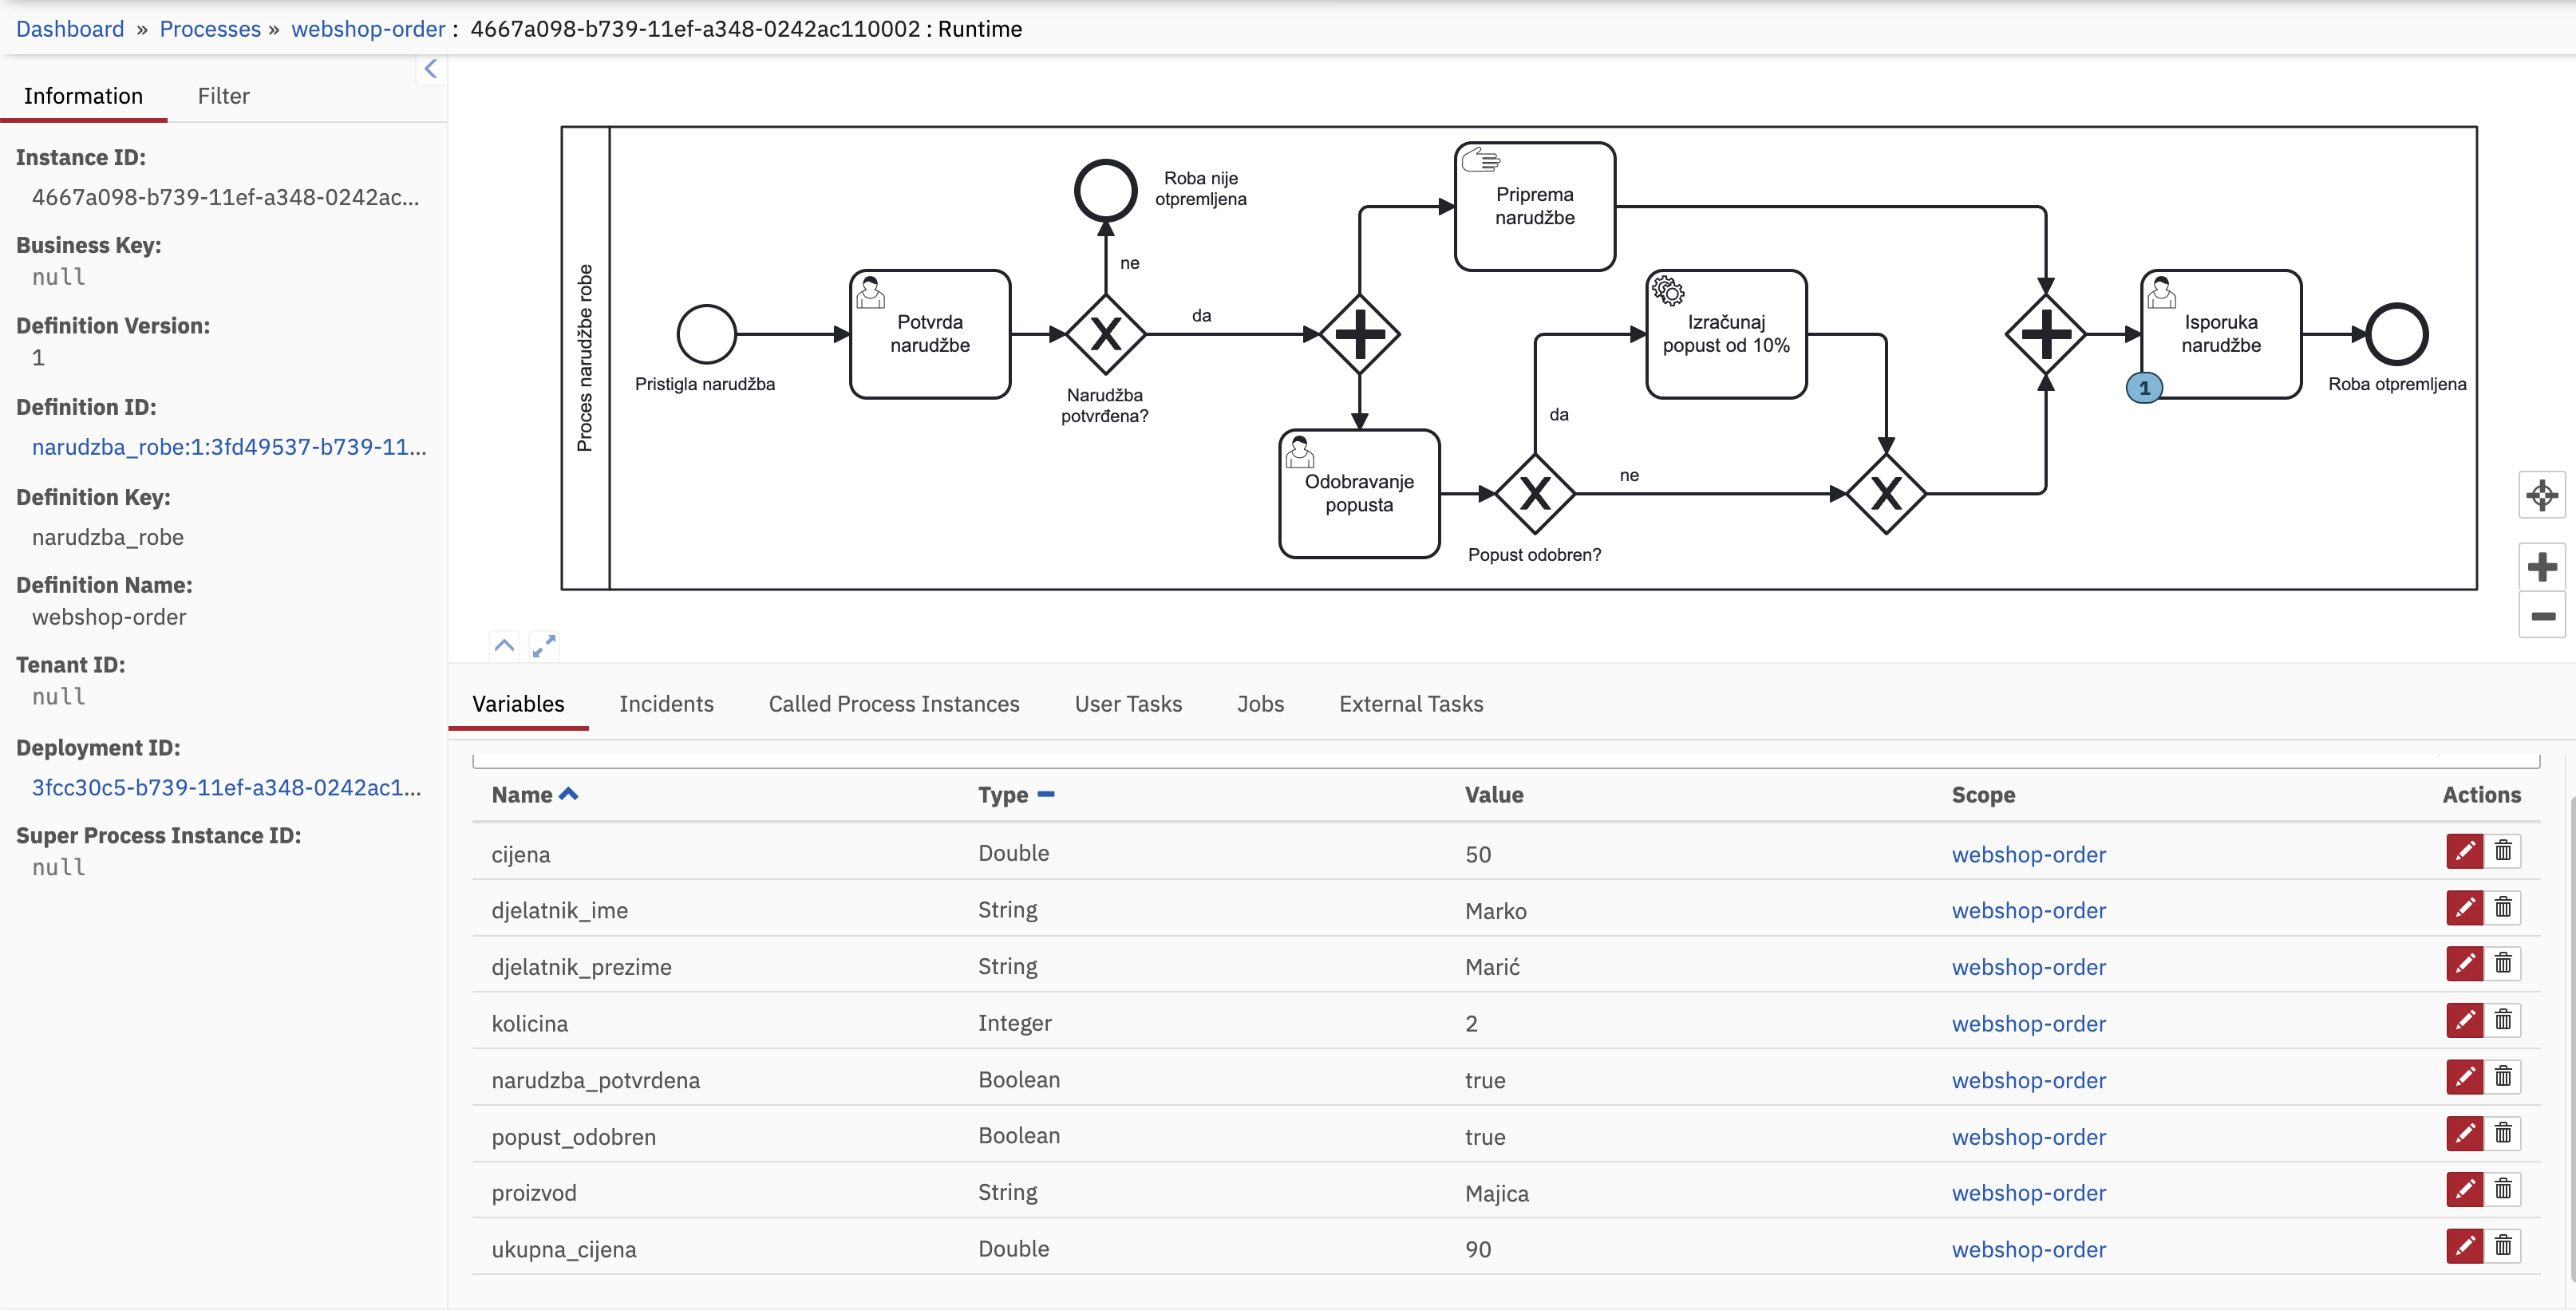 Dashboard » Processes » webshop-order : 4667a098-b739-11ef-a348-0242ac110002 : Runtime
Information Filter
Instance ID:
4667a098-b739-11ef-a348-0242ac...
Business Key:
null
Definition Version:
1
Definition ID:
narudzba_robe:1:3fd49537-b739-11...
Definition Key:
narudzba_robe
Definition Name:
webshop-order
Tenant ID:
null
Deployment ID:
3fcc30c5-b739-11ef-a348-0242ac1...
Super Process Instance ID:
null
Proces narudžbe robe
Pristigla narudžba
Potvrda
narudžbe
Roba nije
otpremljena
ne
Narudžba
potvrđena?
da
Priprema
narudžbe
Odobravanje
popusta
Popust odobren?
da
ne
Izračunaj
popust od 10%
Isporuka
narudžbe
1
Roba otpremljena
Variables Incidents Called Process Instances User Tasks Jobs External Tasks
Name Type Value Scope Actions
cijena Double 50 webshop-order
djelatnik_ime String Marko webshop-order
djelatnik_prezime String Marić webshop-order
kolicina Integer 2 webshop-order
narudzba_potvrdena Boolean true webshop-order
popust_odobren Boolean true webshop-order
proizvod String Majica webshop-order
ukupna_cijena Double 90 webshop-order